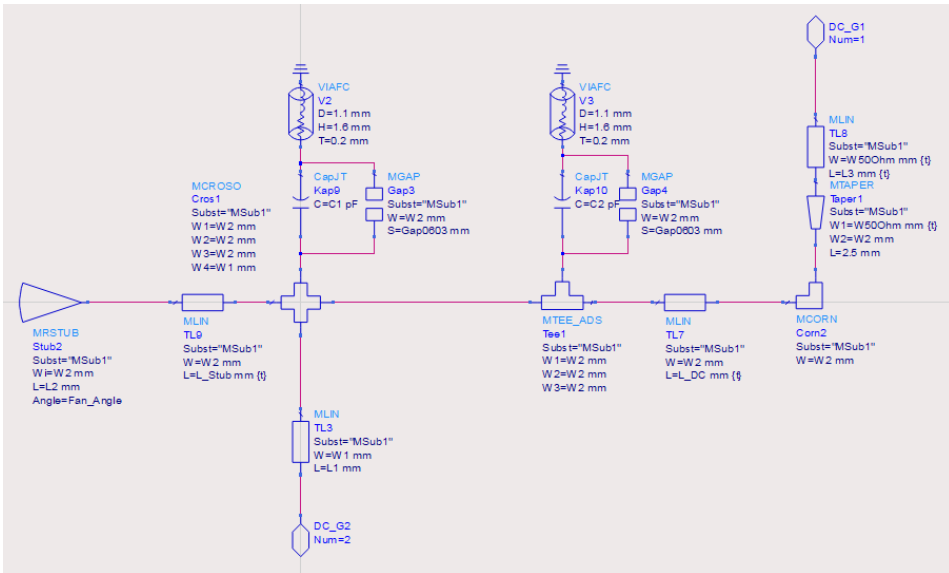 DC_G1
Num=1
VIAFC
V2
D=1.1 mm
H=1.6 mm
T=0.2 mm
VIAFC
V3
D=1.1 mm
H=1.6 mm
T=0.2 mm
MLIN
TL8
Subst="MSub1"
W=W50Ohm mm {t}
L=L3 mm {t}
MCROSO
Cros1
Subst="MSub1"
W1=W2 mm
W2=W2 mm
W3=W2 mm
W4=W1 mm
CapJT
Kap9
C=C1 pF
MGAP
Gap3
Subst="MSub1"
W=W2 mm
S=Gap0603 mm
CapJT
Kap10
C=C2 pF
MGAP
Gap4
Subst="MSub1"
W=W2 mm
S=Gap0603 mm
MTAPER
Taper1
Subst="MSub1"
W1=W50Ohm mm {t}
W2=W2 mm
L=2.5 mm
MRSTUB
Stub2
Subst="MSub1"
Wi=W2 mm
L=L2 mm
Angle=Fan_Angle
MLIN
TL9
Subst="MSub1"
W=W2 mm
L=L_Stub mm {t}
MTEE_ADS
Tee1
Subst="MSub1"
W1=W2 mm
W2=W2 mm
W3=W2 mm
MLIN
TL7
Subst="MSub1"
W=W2 mm
L=L_DC mm {t}
MCORN
Corn2
Subst="MSub1"
W=W2 mm
MLIN
TL3
Subst="MSub1"
W=W1 mm
L=L1 mm
DC_G2
Num=2